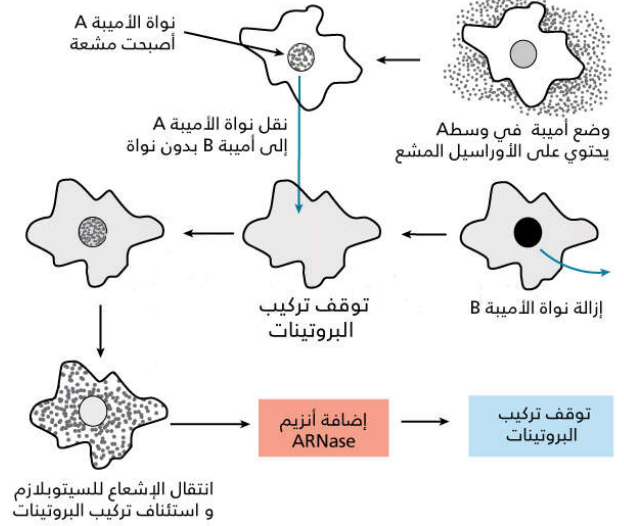 نواة الأميبة A
أصبحت مشعة
وضع أميبة في وسطA
يحتوي على الأوراسيل المشع
نقل نواة الأميبة A
إلى أميبة B بدون نواة
إزالة نواة الأميبة B
توقف تركيب
البروتينات
انتقال الإشعاع للسيتوبلازم
و استئناف تركيب البروتينات
إضافة أنزيم
ARNase
توقف تركيب
البروتينات